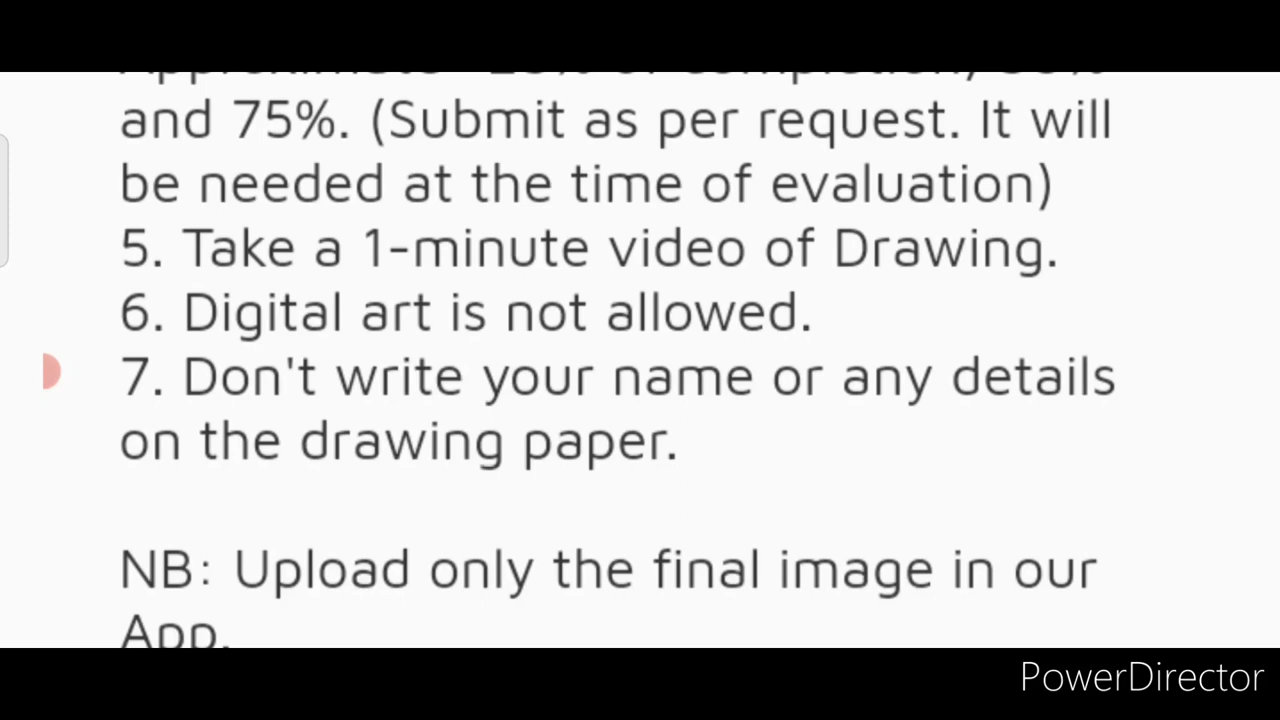 and 75%. (Submit as per request. It will
be needed at the time of evaluation)
5. Take a 1-minute video of Drawing.
6. Digital art is not allowed.
7. Don't write your name or any details
on the drawing paper.
NB: Upload only the final image in our
App.
PowerDirector